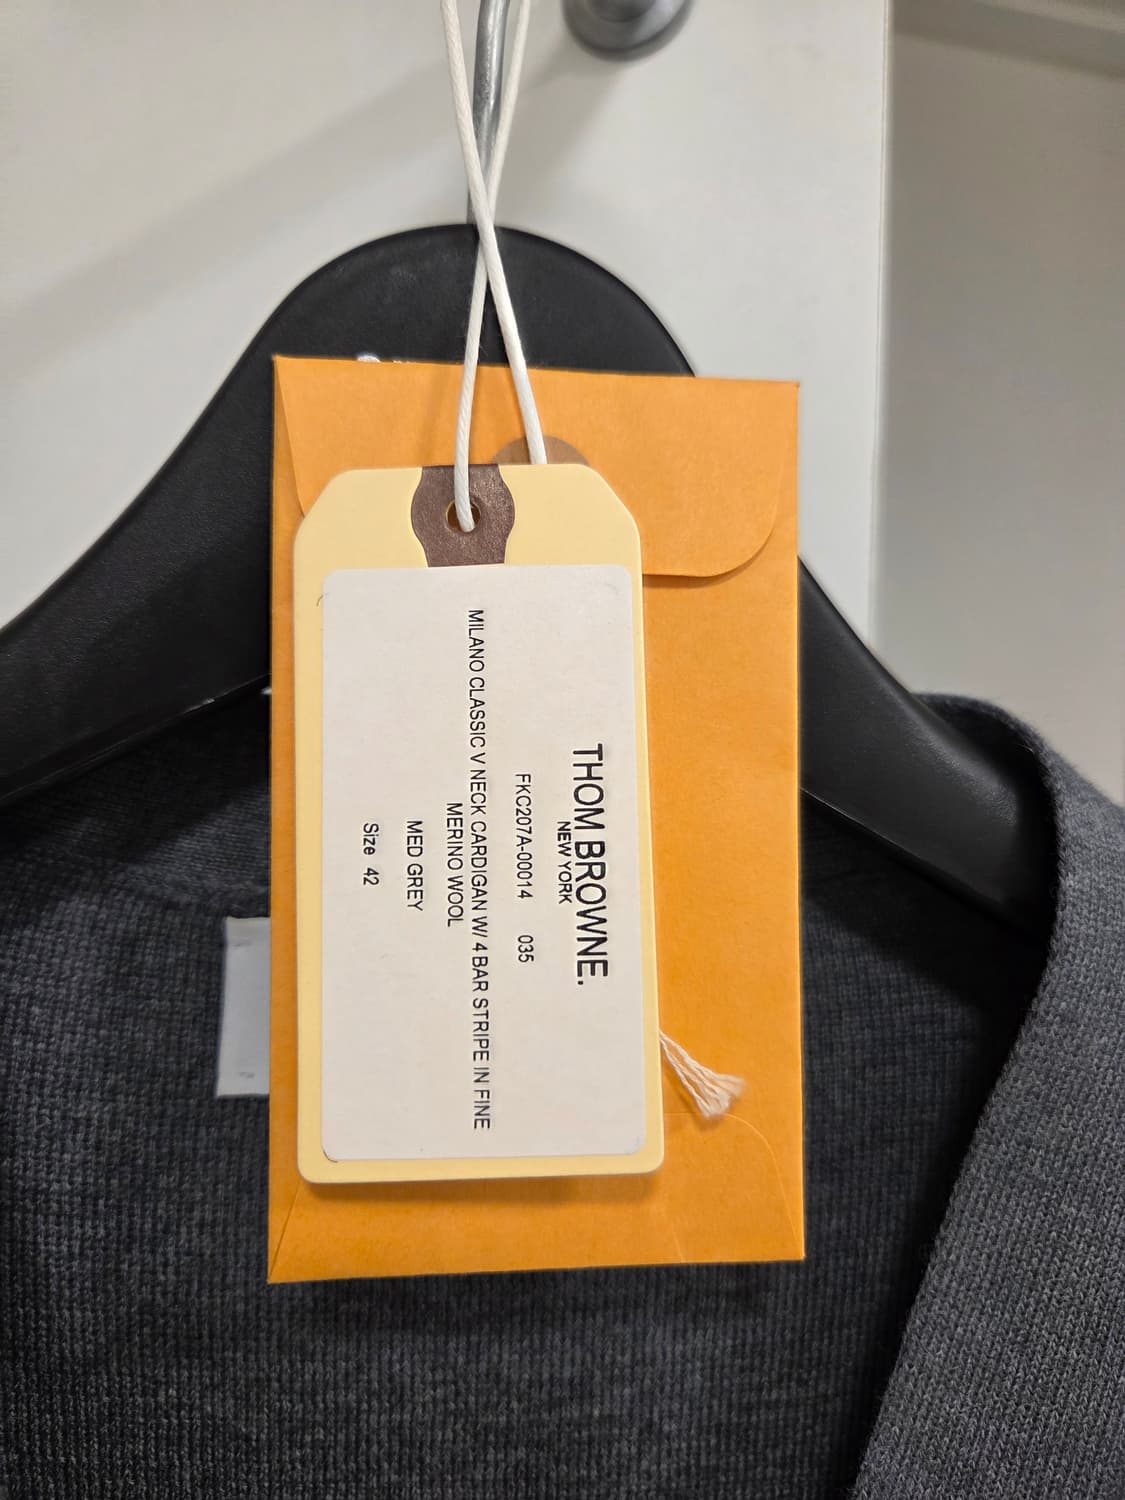 THOM BROWNE.
NEW YORK
FKC207A-00014 035
MILANO CLASSIC V NECK CARDIGAN W/ 4 BAR STRIPE IN FINE
MERINO WOOL
MED GREY
Size 42